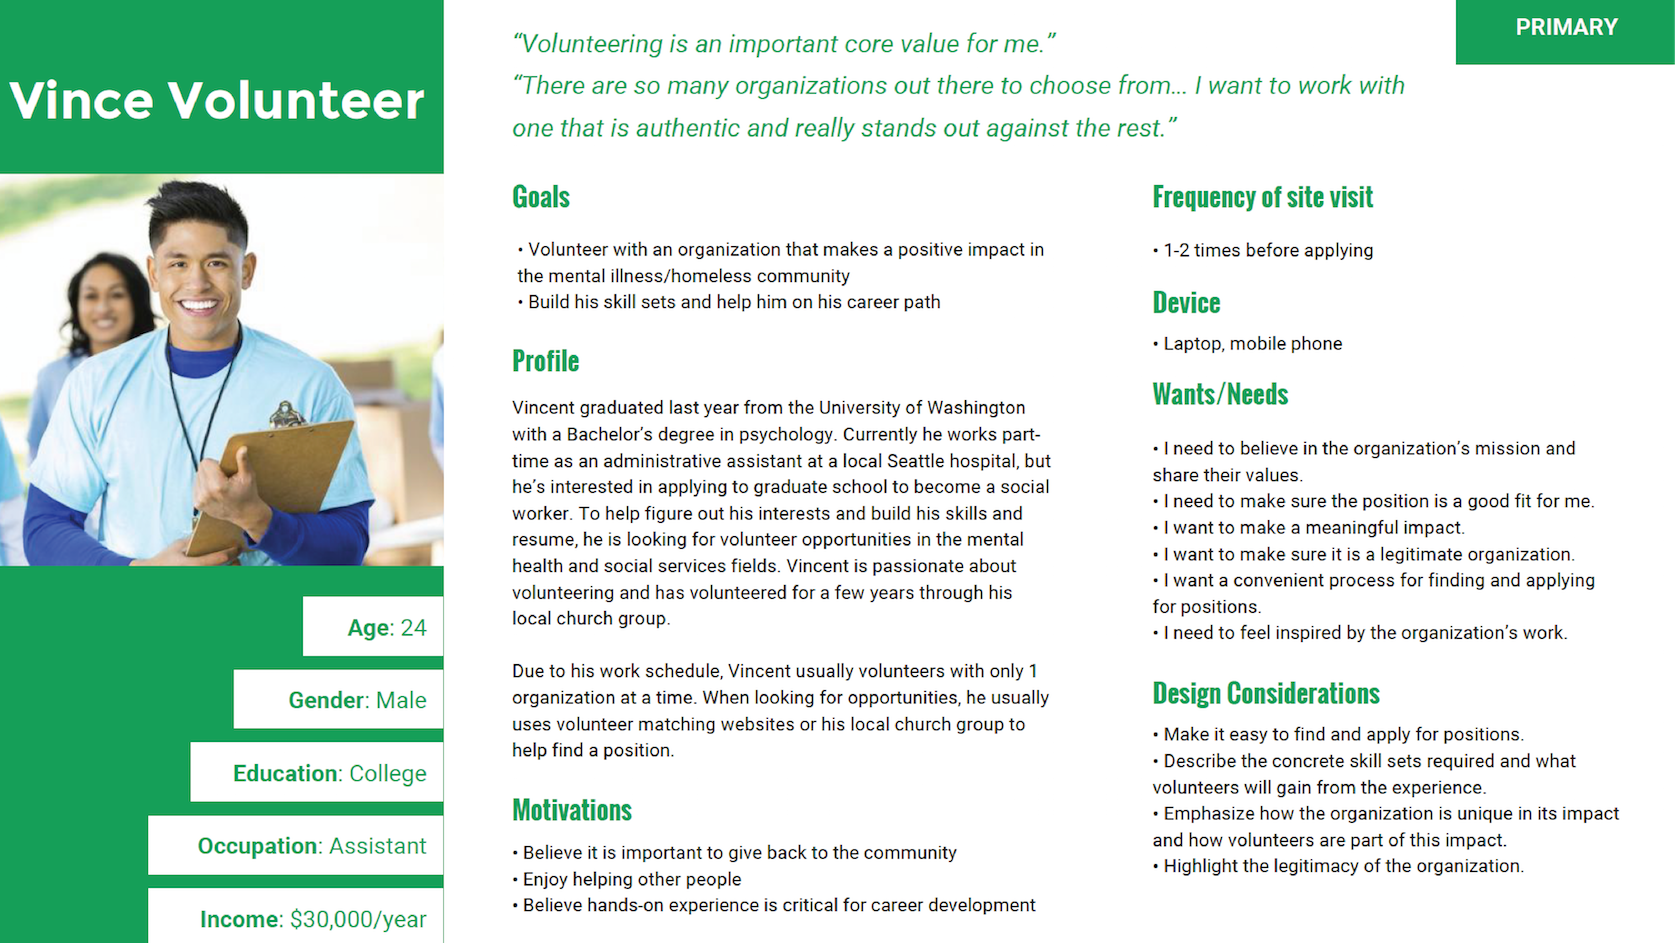 Vince Volunteer
“Volunteering is an important core value for me.”
“There are so many organizations out there to choose from... I want to work with
one that is authentic and really stands out against the rest.”
PRIMARY
Age: 24
Gender: Male
Education: College
Occupation: Assistant
Income: $30,000/year
Goals
• Volunteer with an organization that makes a positive impact in
the mental illness/homeless community
• Build his skill sets and help him on his career path
Profile
Vincent graduated last year from the University of Washington
with a Bachelor’s degree in psychology. Currently he works part-
time as an administrative assistant at a local Seattle hospital, but
he’s interested in applying to graduate school to become a social
worker. To help figure out his interests and build his skills and
resume, he is looking for volunteer opportunities in the mental
health and social services fields. Vincent is passionate about
volunteering and has volunteered for a few years through his
local church group.
Due to his work schedule, Vincent usually volunteers with only 1
organization at a time. When looking for opportunities, he usually
uses volunteer matching websites or his local church group to
help find a position.
Motivations
• Believe it is important to give back to the community
• Enjoy helping other people
• Believe hands-on experience is critical for career development
Frequency of site visit
• 1-2 times before applying
Device
• Laptop, mobile phone
Wants/Needs
• I need to believe in the organization’s mission and
share their values.
• I need to make sure the position is a good fit for me.
• I want to make a meaningful impact.
• I want to make sure it is a legitimate organization.
• I want a convenient process for finding and applying
for positions.
• I need to feel inspired by the organization’s work.
Design Considerations
• Make it easy to find and apply for positions.
• Describe the concrete skill sets required and what
volunteers will gain from the experience.
• Emphasize how the organization is unique in its impact
and how volunteers are part of this impact.
• Highlight the legitimacy of the organization.